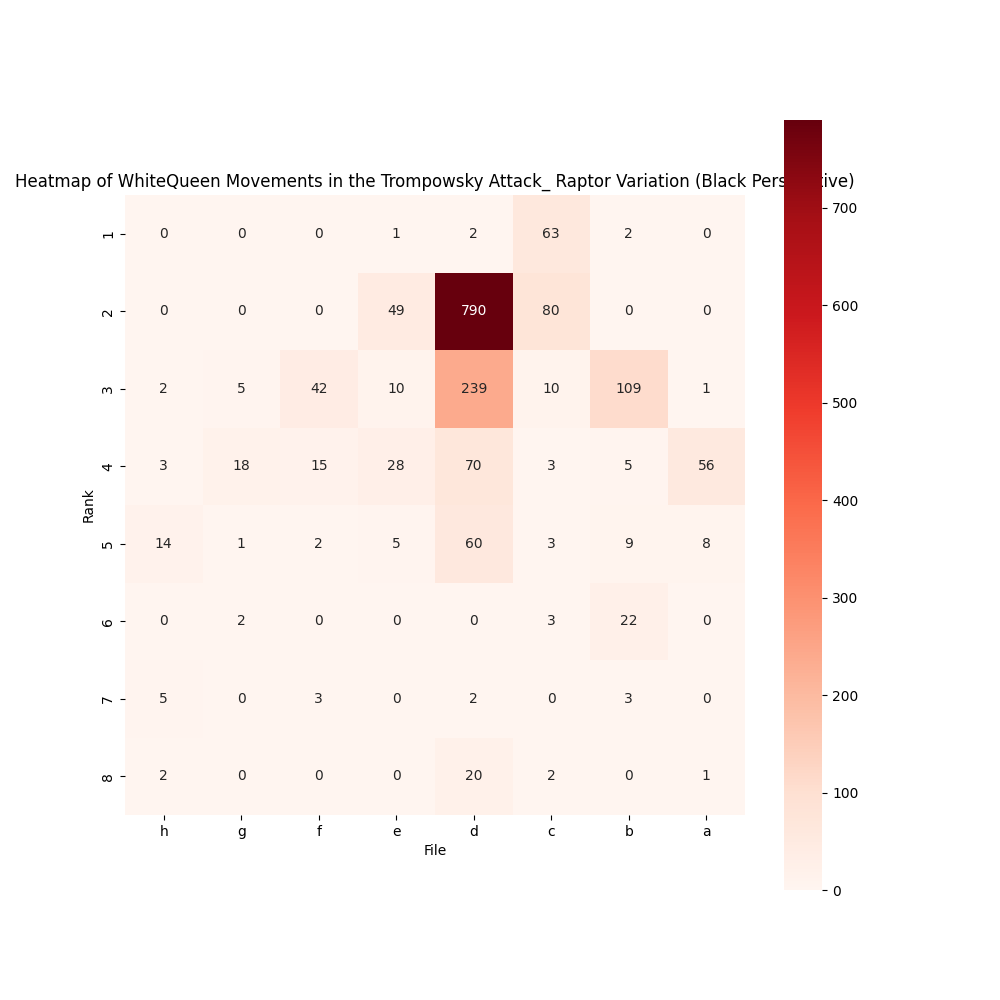 Heatmap of WhiteQueen Movements in the Trompowsky Attack_ Raptor Variation (Black Perspective)
700
1 0 0 0 1 2 63 2 0
2 0 0 0 49 790 80 0 0
600
3 2 5 42 10 239 10 109 1
500
4 3 18 15 28 70 3 5 56
400
Rank
5 14 1 2 5 60 3 9 8
300
6 0 2 0 0 0 3 22 0
200
7 5 0 3 0 2 0 3 0
8 2 0 0 0 20 2 0 1
100
h g f e d c b a
File
0